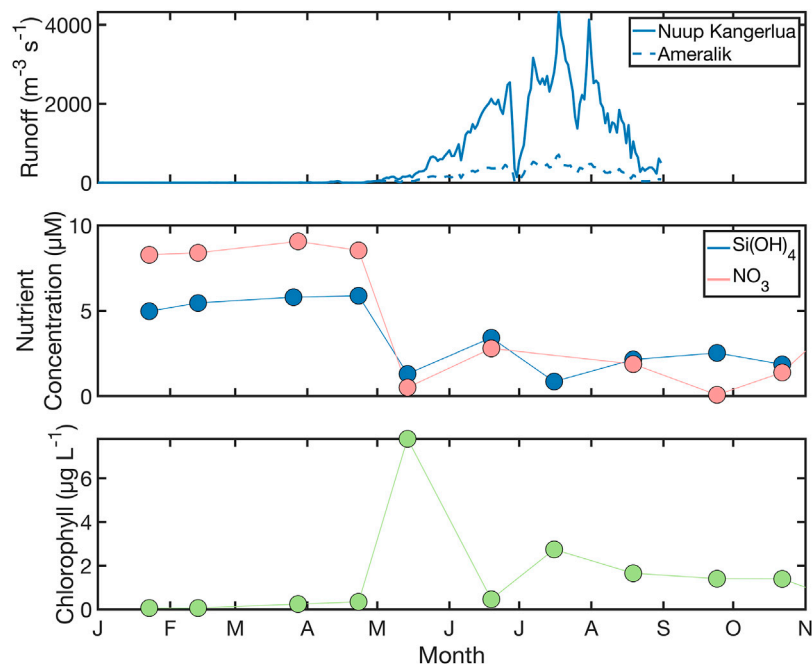 Runoff (m⁻³ s⁻¹)
4000
2000
0
Nuup Kangerlua
Ameralik
Nutrient
Concentration (μM)
10
5
0
Si(OH)₄
NO₃
Chlorophyll (μg L⁻¹)
6
4
2
0
J F M A M J J A S O N
Month